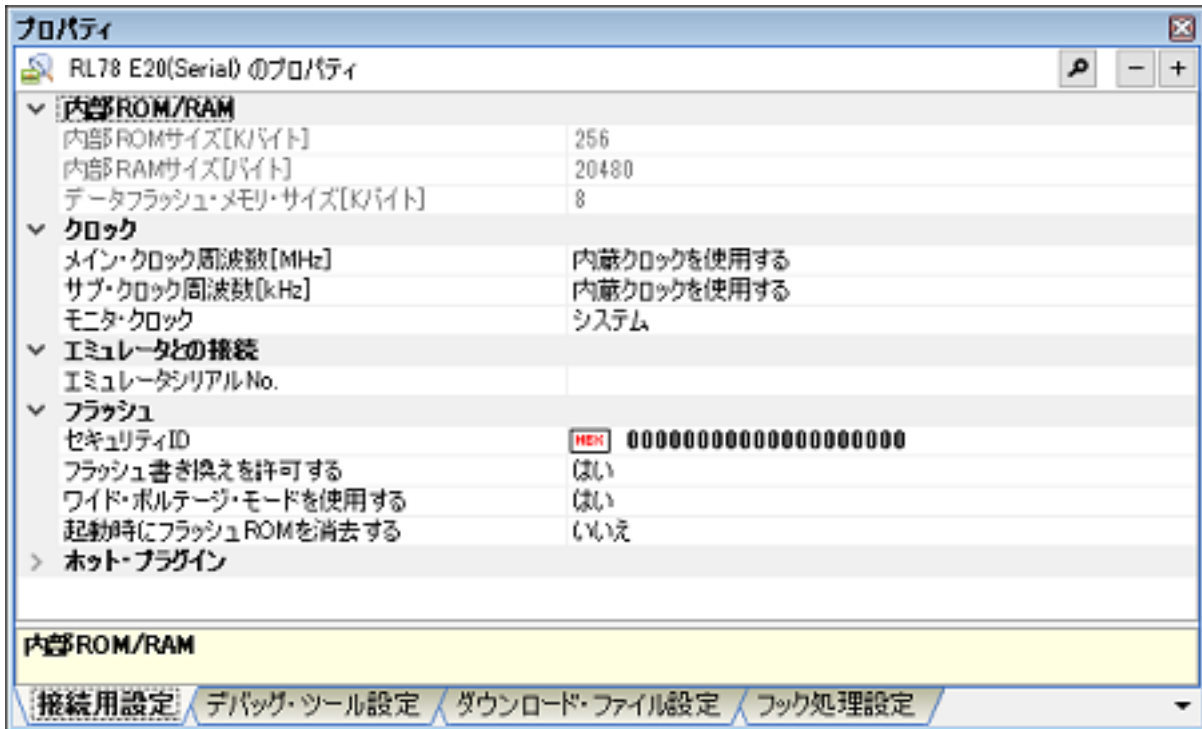 プロパティ
RL78 E20(Serial) のプロパティ
内部ROM/RAM
内部ROMサイズ[Kバイト] 256
内部RAMサイズ[バイト] 20480
データフラッシュ・メモリ・サイズ[Kバイト] 8
クロック
メイン・クロック周波数[MHz] 内蔵クロックを使用する
サブ・クロック周波数[kHz] 内蔵クロックを使用する
モニタ・クロック システム
エミュレータとの接続
エミュレータシリアルNo.
フラッシュ
セキュリティID HEX 00000000000000000000
フラッシュ書き換えを許可する はい
ワイド・ボルテージ・モードを使用する はい
起動時にフラッシュROMを消去する いいえ
ホット・プラグイン
内部ROM/RAM
接続用設定 デバッグ・ツール設定 ダウンロード・ファイル設定 フック処理設定